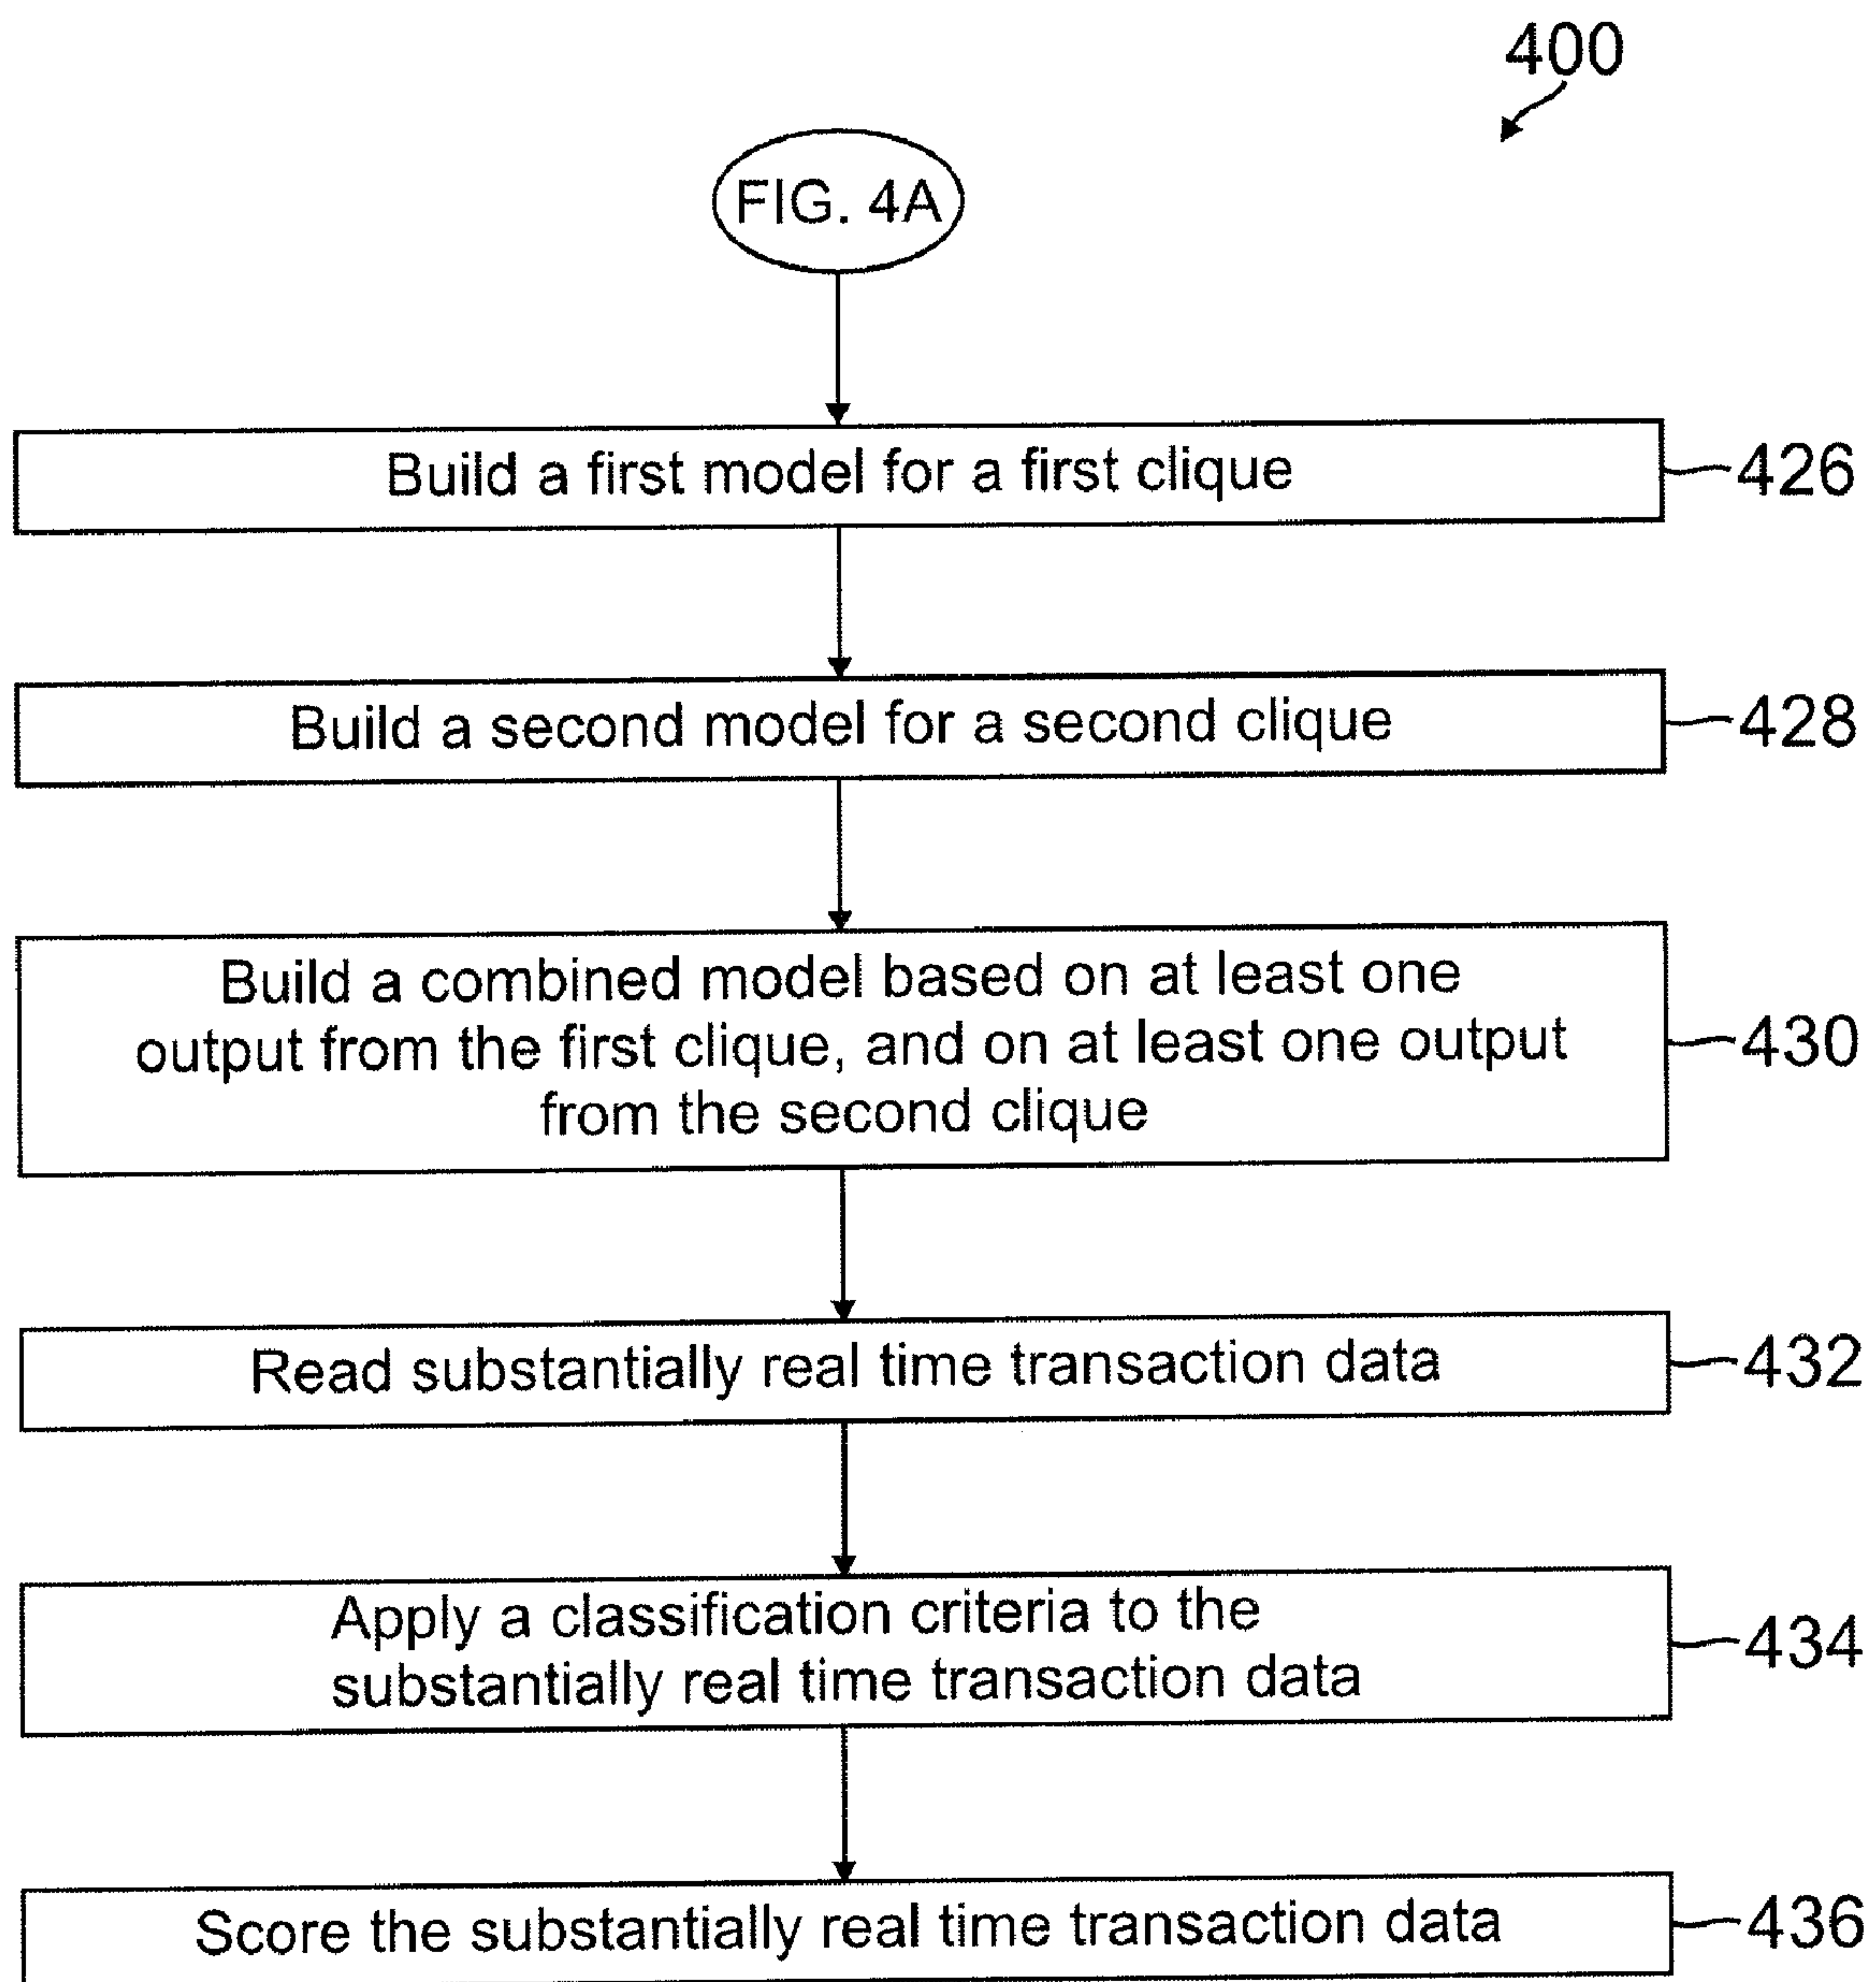 400
FIG. 4A
Build a first model for a first clique
426
Build a second model for a second clique
428
Build a combined model based on at least one
output from the first clique, and on at least one output
from the second clique
430
Read substantially real time transaction data
432
Apply a classification criteria to the
substantially real time transaction data
434
Score the substantially real time transaction data
436